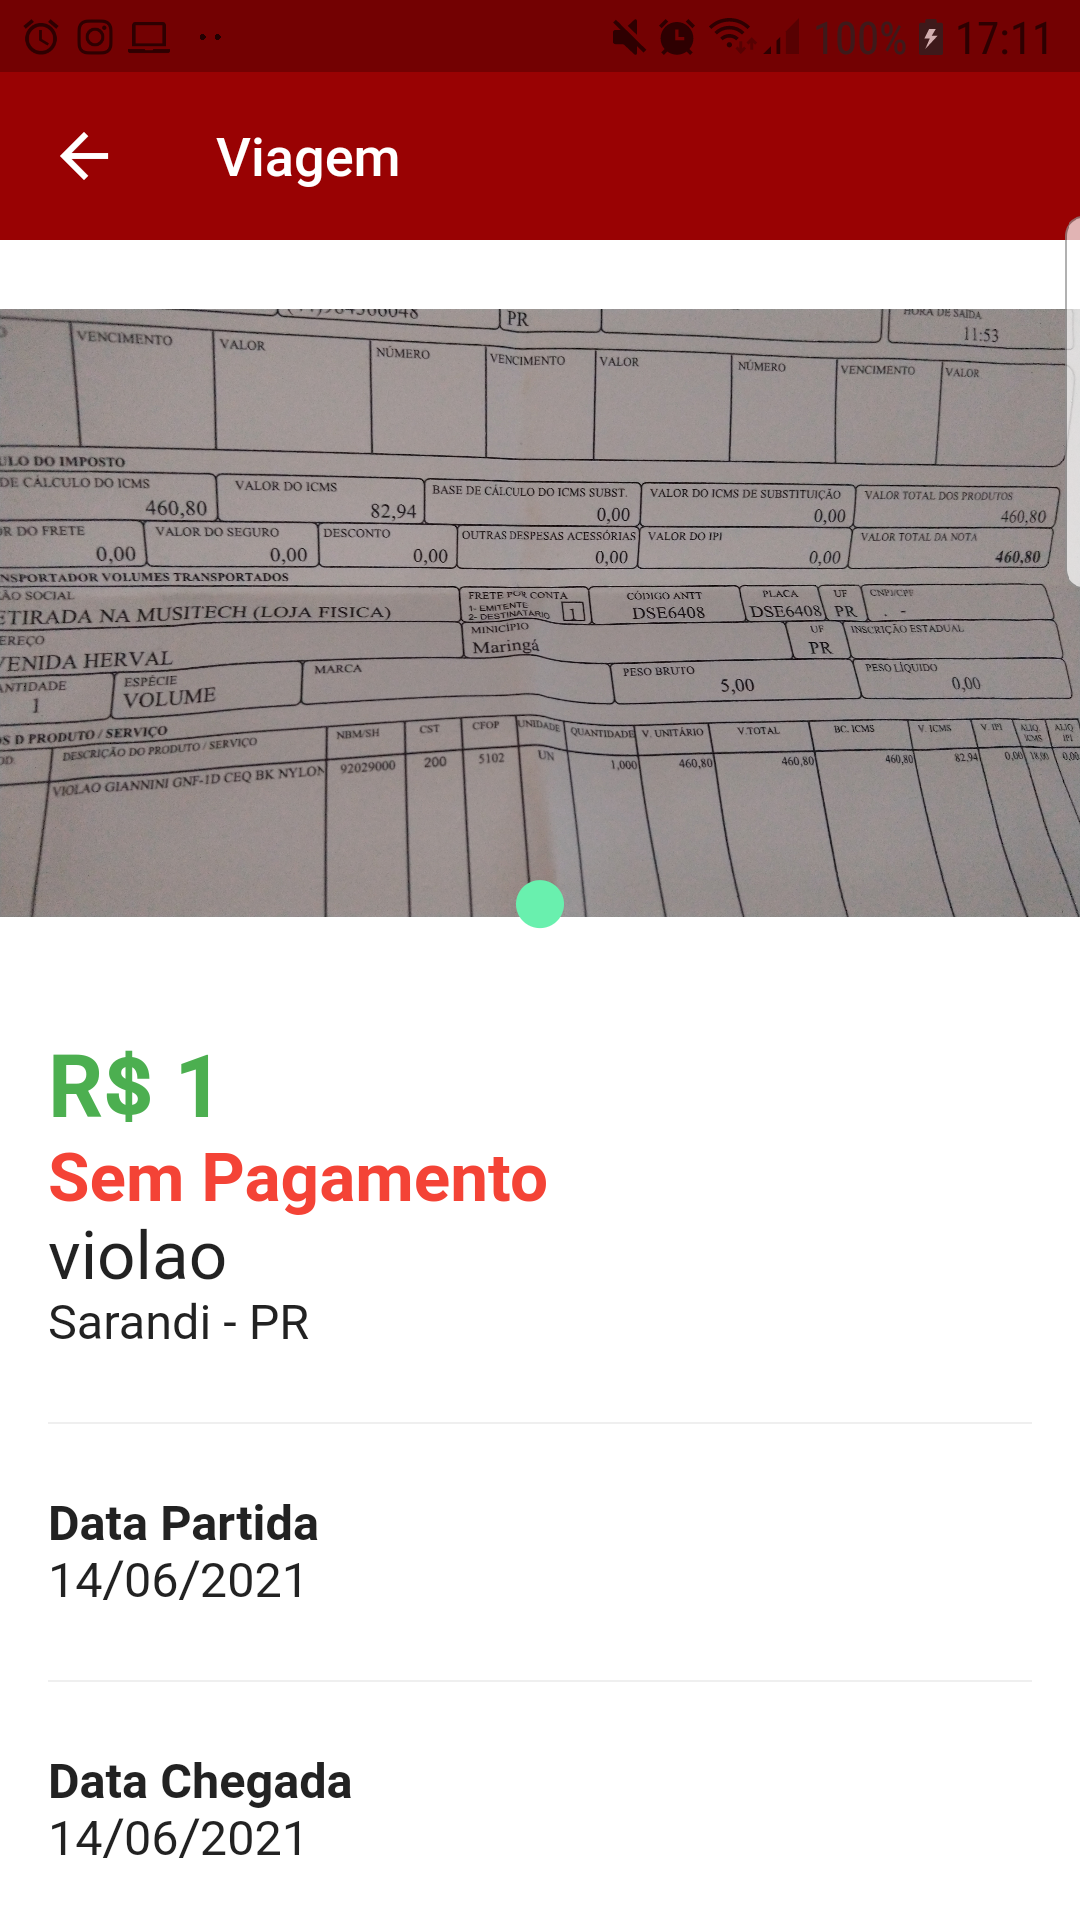 100% 17:11
Viagem
PR
HORA DE SAÍDA
11:53
VENCIMENTO VALOR NÚMERO VENCIMENTO VALOR NÚMERO VENCIMENTO VALOR
ULO DO IMPOSTO
DE CÁLCULO DO ICMS VALOR DO ICMS BASE DE CÁLCULO DO ICMS SUBST. VALOR DO ICMS DE SUBSTITUIÇÃO VALOR TOTAL DOS PRODUTOS
460,80 82,94 0,00 0,00 460,80
R DO FRETE VALOR DO SEGURO DESCONTO OUTRAS DESPESAS ACESSÓRIAS VALOR DO IPI VALOR TOTAL DA NOTA
0,00 0,00 0,00 0,00 0,00 460,80
NSPORTADOR VOLUMES TRANSPORTADOS
ÃO SOCIAL FRETE POR CONTA CÓDIGO ANTT PLACA UF CNPJ/CPF
1- EMITENTE
2- DESTINATÁRIO 1
ETIRADA NA MUSITECH (LOJA FISICA) DSE6408 DSE6408 PR . -
EREÇO MINICÍPIO UF INSCRIÇÃO ESTADUAL
VENIDA HERVAL Maringá PR
ANTIDADE ESPÉCIE MARCA PESO BRUTO PESO LÍQUIDO
1 VOLUME 5,00 0,00
OS D PRODUTO / SERVIÇO
OD. DESCRIÇÃO DO PRODUTO / SERVIÇO NBM/SH CST CFOP UNIDADE QUANTIDADE V. UNITÁRIO V.TOTAL BC. ICMS V. ICMS V. IPI ALIQ. ICMS ALIQ. IPI
VIOLAO GIANNINI GNF-1D CEQ BK NYLON 92029000 200 5102 UN 1,000 460,80 460,80 460,80 82,94 0,00 18,00 0,00
R$ 1
Sem Pagamento
violao
Sarandi - PR
Data Partida
14/06/2021
Data Chegada
14/06/2021